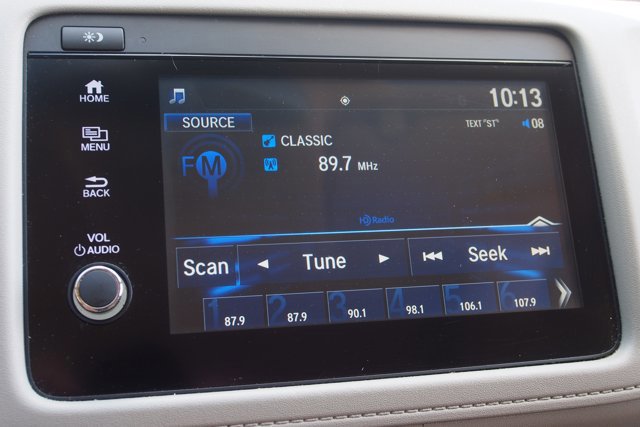 HOME
MENU
BACK
VOL
AUDIO
10:13
SOURCE
TEXT "ST"
08
CLASSIC
FM
89.7 MHz
HD Radio
Scan
Tune
Seek
1 87.9
2 87.9
3 90.1
4 98.1
5 106.1
6 107.9